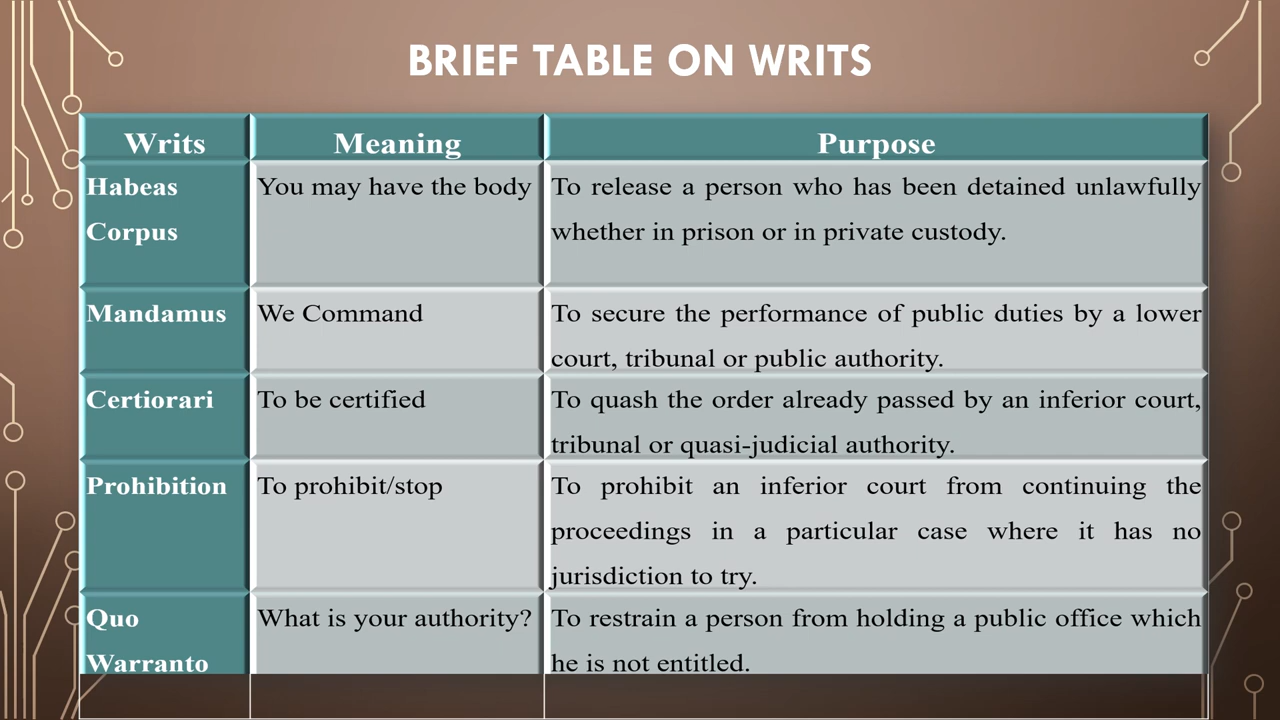 BRIEF TABLE ON WRITS
Writs Meaning Purpose
Habeas Corpus
You may have the body
To release a person who has been detained unlawfully
whether in prison or in private custody.
Mandamus
We Command
To secure the performance of public duties by a lower
court, tribunal or public authority.
Certiorari
To be certified
To quash the order already passed by an inferior court,
tribunal or quasi-judicial authority.
Prohibition
To prohibit/stop
To prohibit an inferior court from continuing the
proceedings in a particular case where it has no
jurisdiction to try.
Quo
Warranto
What is your authority?
To restrain a person from holding a public office which
he is not entitled.